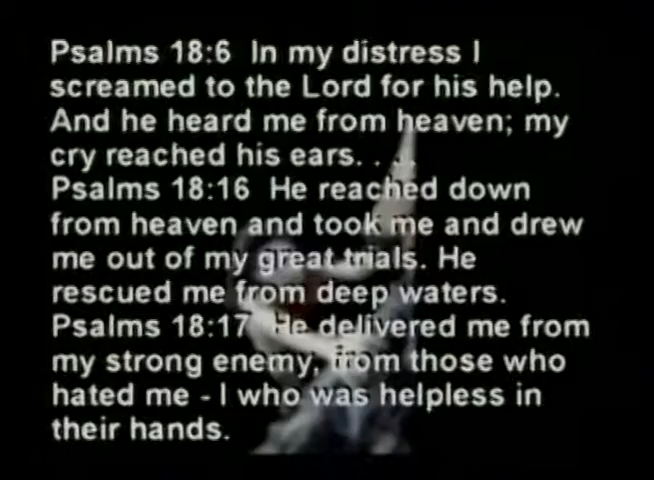 Psalms 18:6  In my distress I
screamed to the Lord for his help.
And he heard me from heaven; my
cry reached his ears. . ...
Psalms 18:16  He reached down
from heaven and took me and drew
me out of my great trials. He
rescued me from deep waters.
Psalms 18:17  He delivered me from
my strong enemy, from those who
hated me - I who was helpless in
their hands.